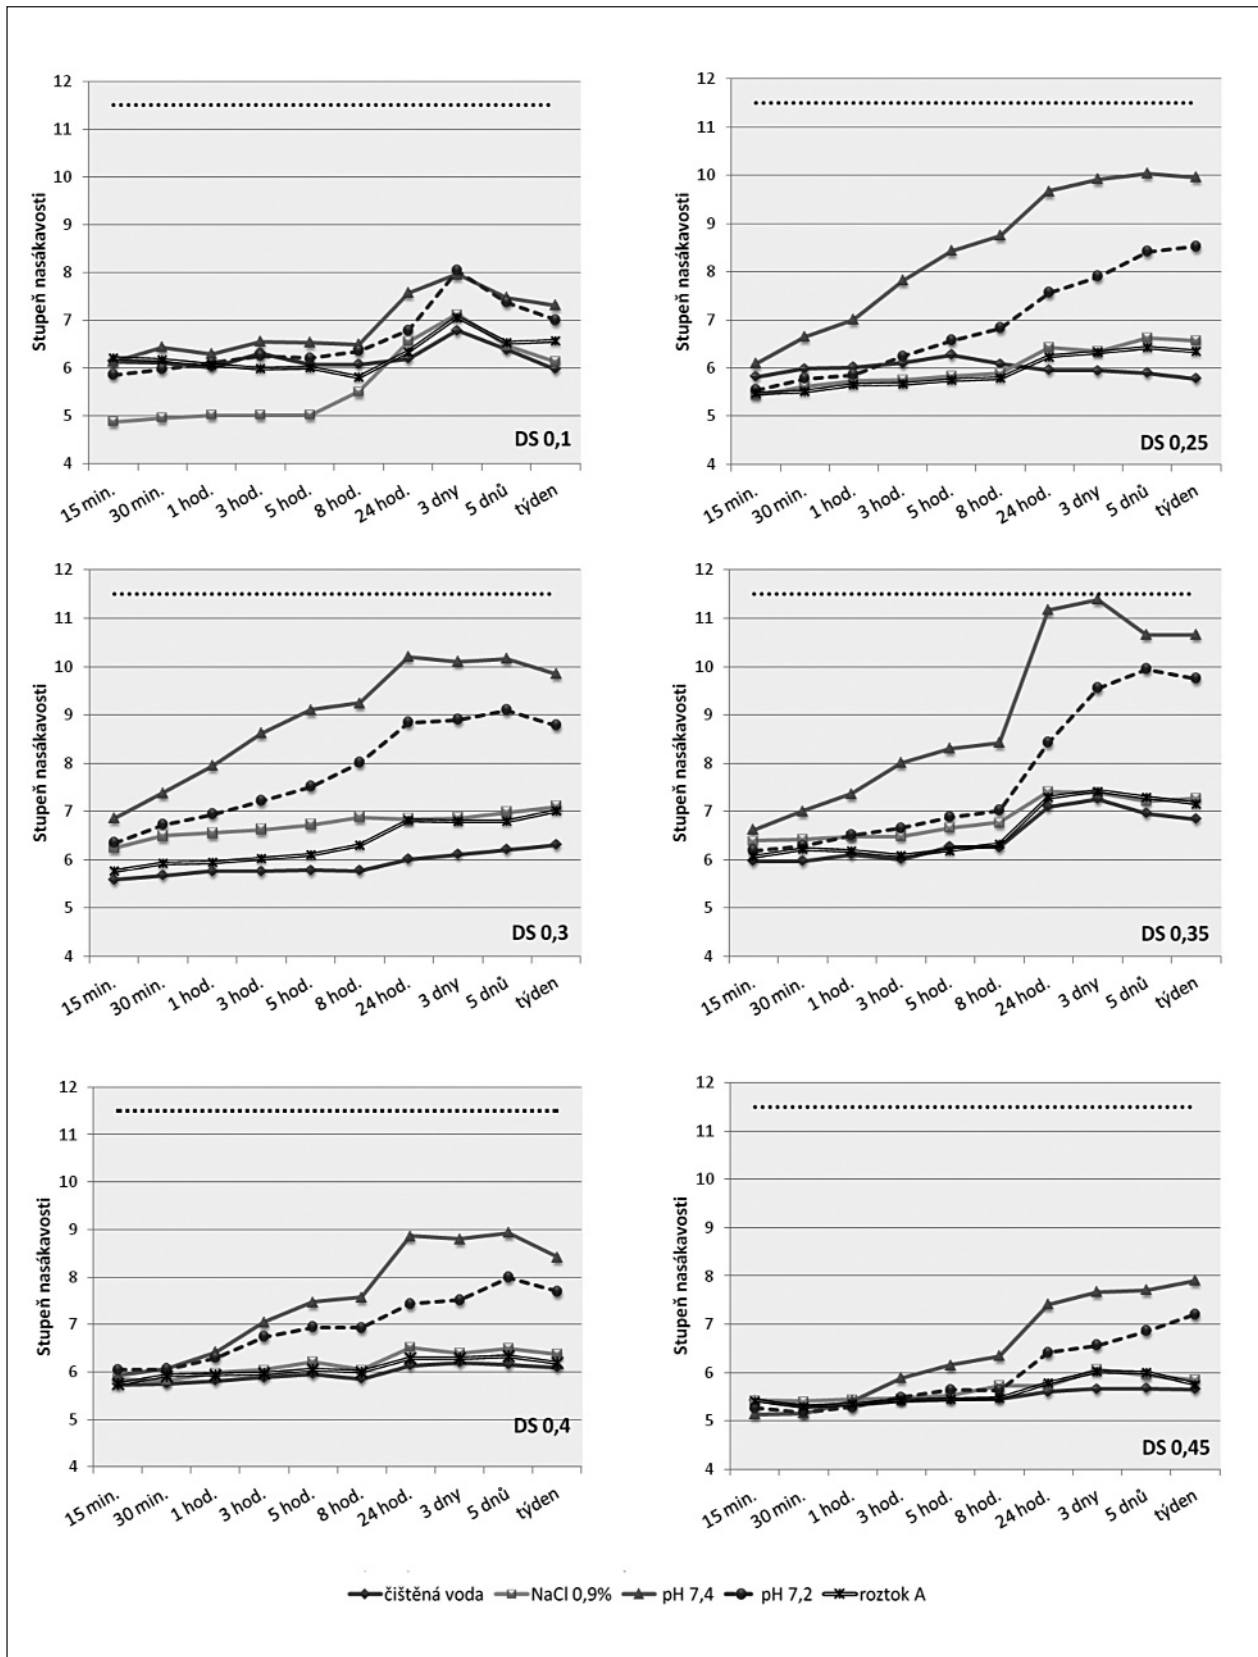 12
11
10
9
8
7
6
5
4
Stupeň nasákavosti
DS 0,1
15 min.
30 min.
1 hod.
3 hod.
5 hod.
8 hod.
24 hod.
3 dny
5 dnů
týden
12
11
10
9
8
7
6
5
4
Stupeň nasákavosti
DS 0,25
15 min.
30 min.
1 hod.
3 hod.
5 hod.
8 hod.
24 hod.
3 dny
5 dnů
týden
12
11
10
9
8
7
6
5
4
Stupeň nasákavosti
DS 0,3
15 min.
30 min.
1 hod.
3 hod.
5 hod.
8 hod.
24 hod.
3 dny
5 dnů
týden
12
11
10
9
8
7
6
5
4
Stupeň nasákavosti
DS 0,35
15 min.
30 min.
1 hod.
3 hod.
5 hod.
8 hod.
24 hod.
3 dny
5 dnů
týden
12
11
10
9
8
7
6
5
4
Stupeň nasákavosti
DS 0,4
15 min.
30 min.
1 hod.
3 hod.
5 hod.
8 hod.
24 hod.
3 dny
5 dnů
týden
12
11
10
9
8
7
6
5
4
Stupeň nasákavosti
DS 0,45
15 min.
30 min.
1 hod.
3 hod.
5 hod.
8 hod.
24 hod.
3 dny
5 dnů
týden
čištěná voda NaCl 0,9% pH 7,4 pH 7,2 roztok A